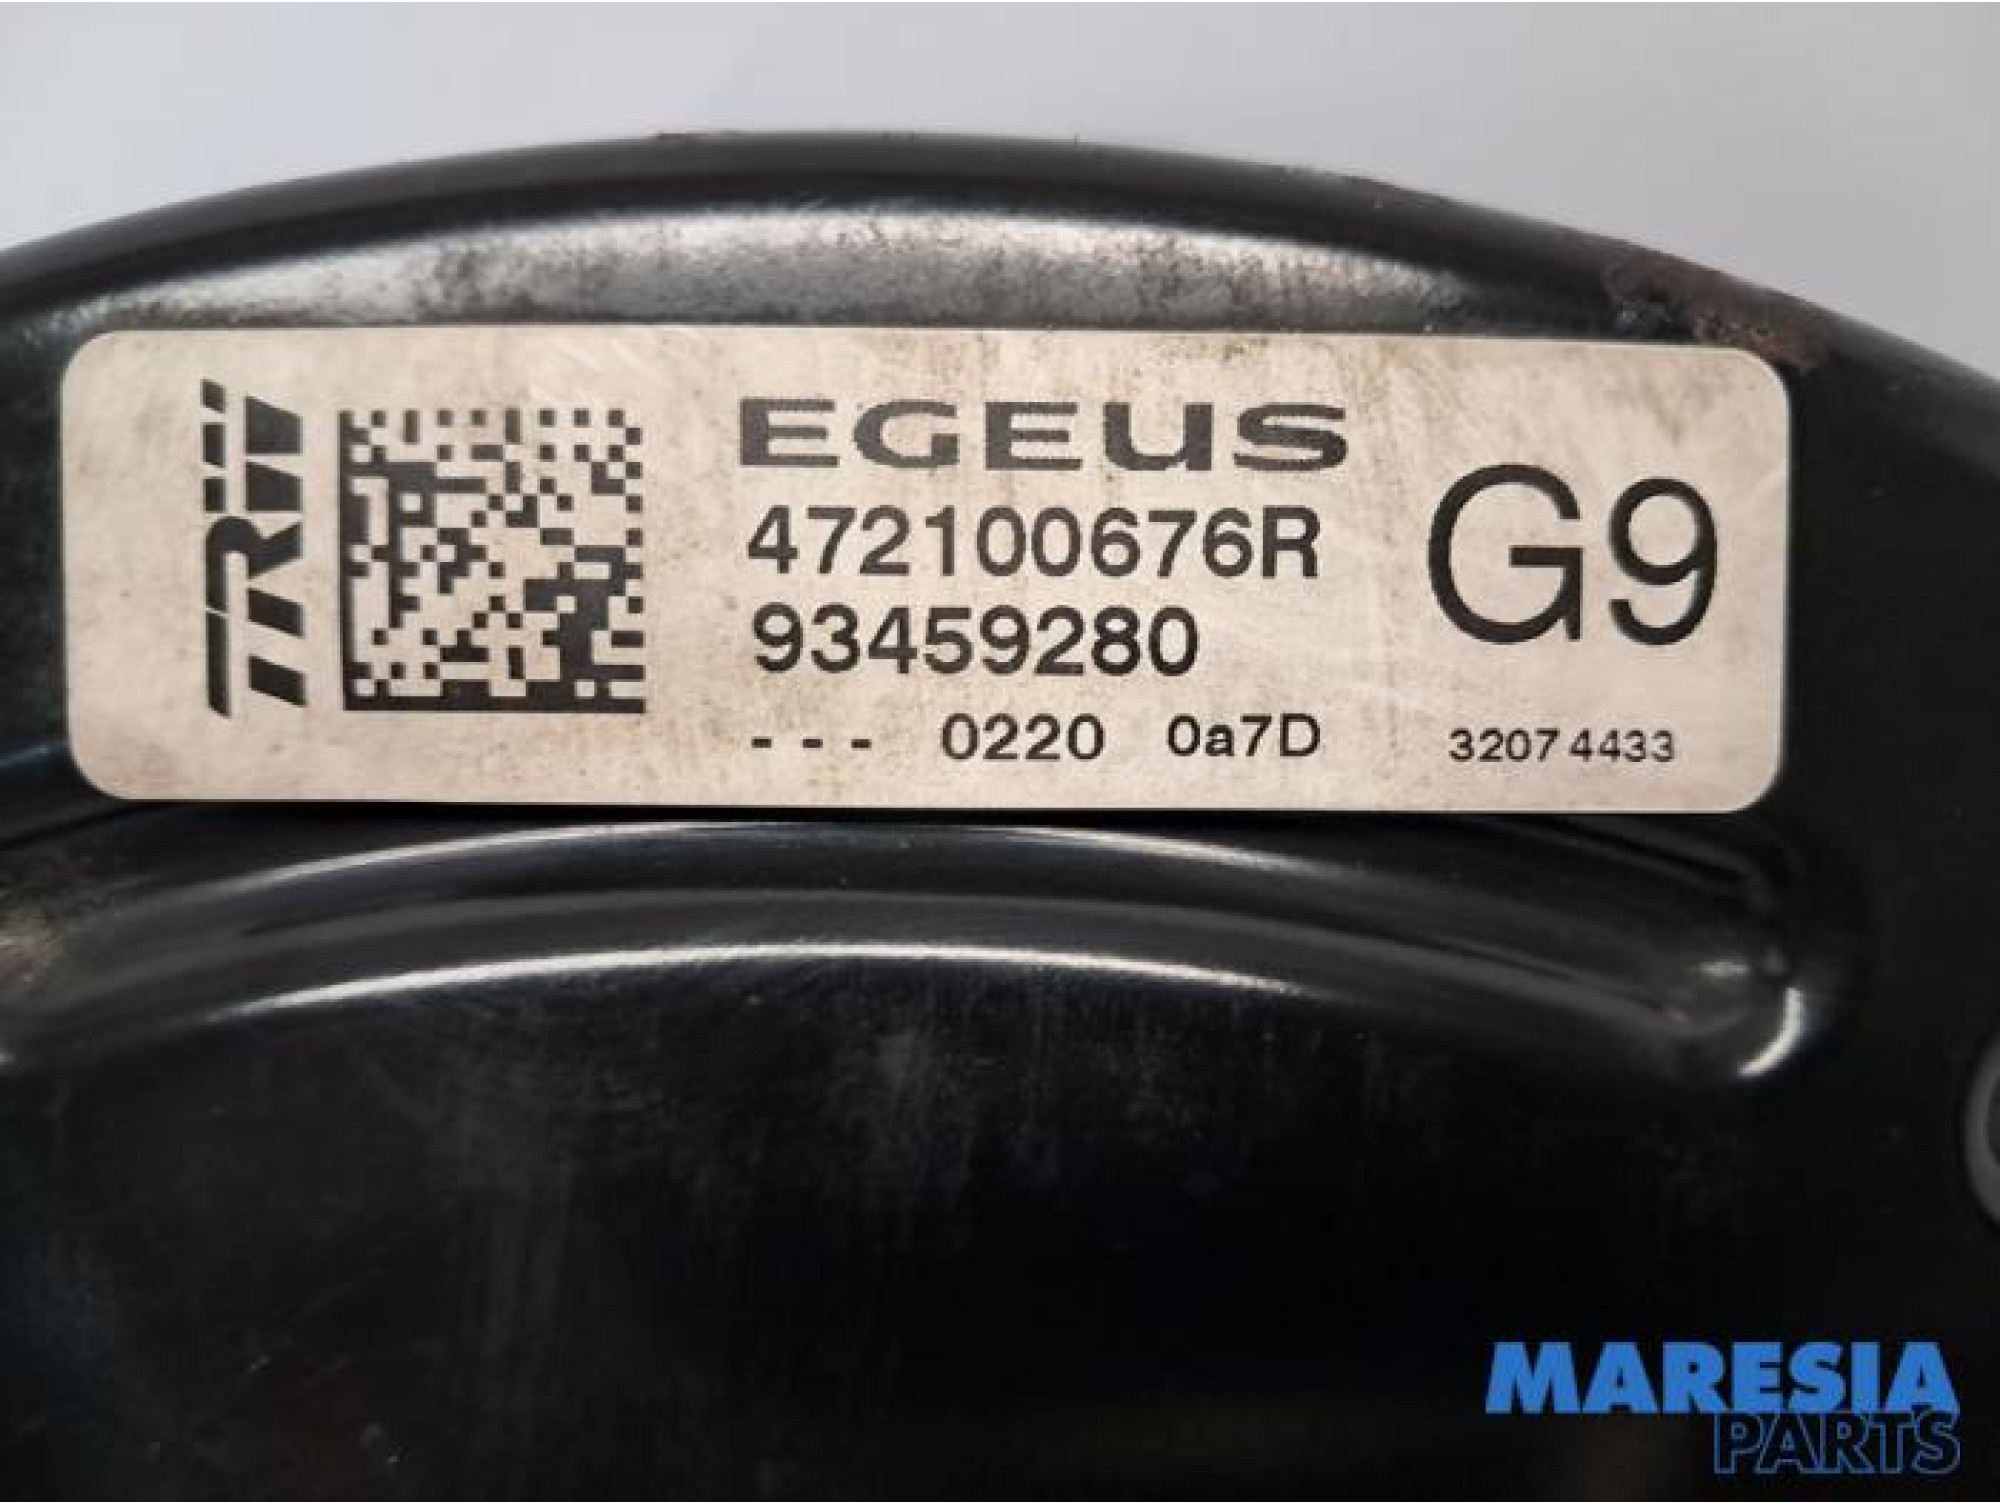 TRW
EGEUS
472100676R
93459280
G9
--- 0220 0a7D
32074433
MARESIA
PARTS